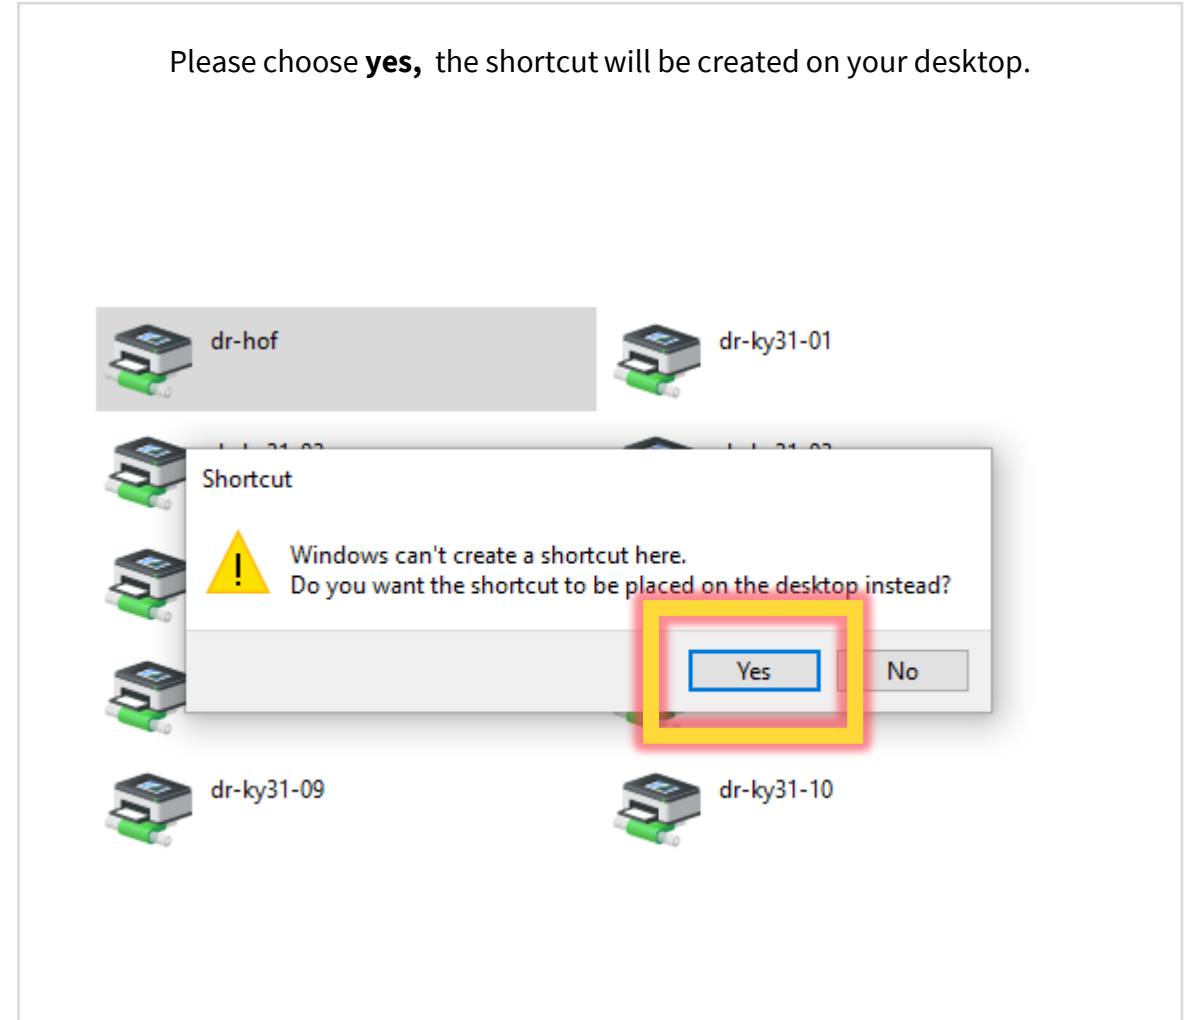 Please choose yes, the shortcut will be created on your desktop.
dr-hof
dr-ky31-01
Shortcut
Windows can't create a shortcut here.
Do you want the shortcut to be placed on the desktop instead?
Yes
No
dr-ky31-09
dr-ky31-10